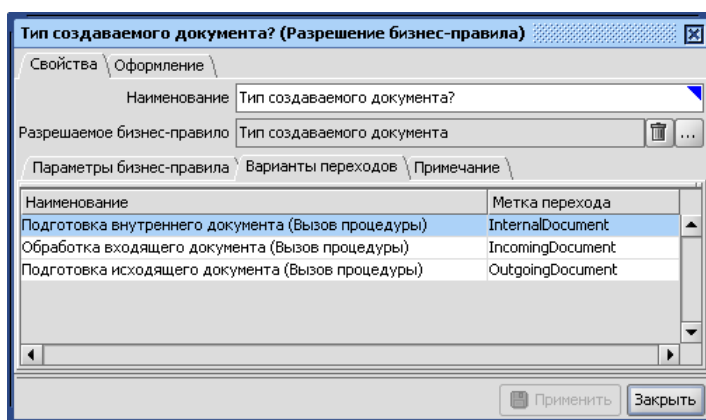 Тип создаваемого документа? (Разрешение бизнес-правила)
Свойства Оформление
Наименование Тип создаваемого документа?
Разрешаемое бизнес-правило Тип создаваемого документа ...
Параметры бизнес-правила Варианты переходов Примечание
Наименование Метка перехода
Подготовка внутреннего документа (Вызов процедуры) InternalDocument
Обработка входящего документа (Вызов процедуры) IncomingDocument
Подготовка исходящего документа (Вызов процедуры) OutgoingDocument
Применить Закрыть